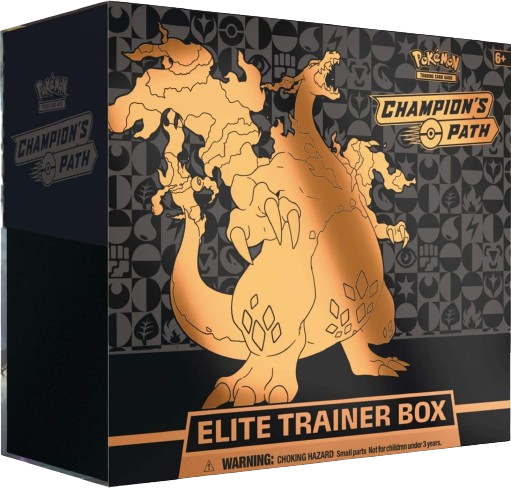 POKÉMON
TRADING CARD GAME
6+
CHAMPION'S
PATH
POKÉMON
CHAMPION'S
PATH
ELITE TRAINER BOX
WARNING: CHOKING HAZARD Small parts Not for children under 3 years.